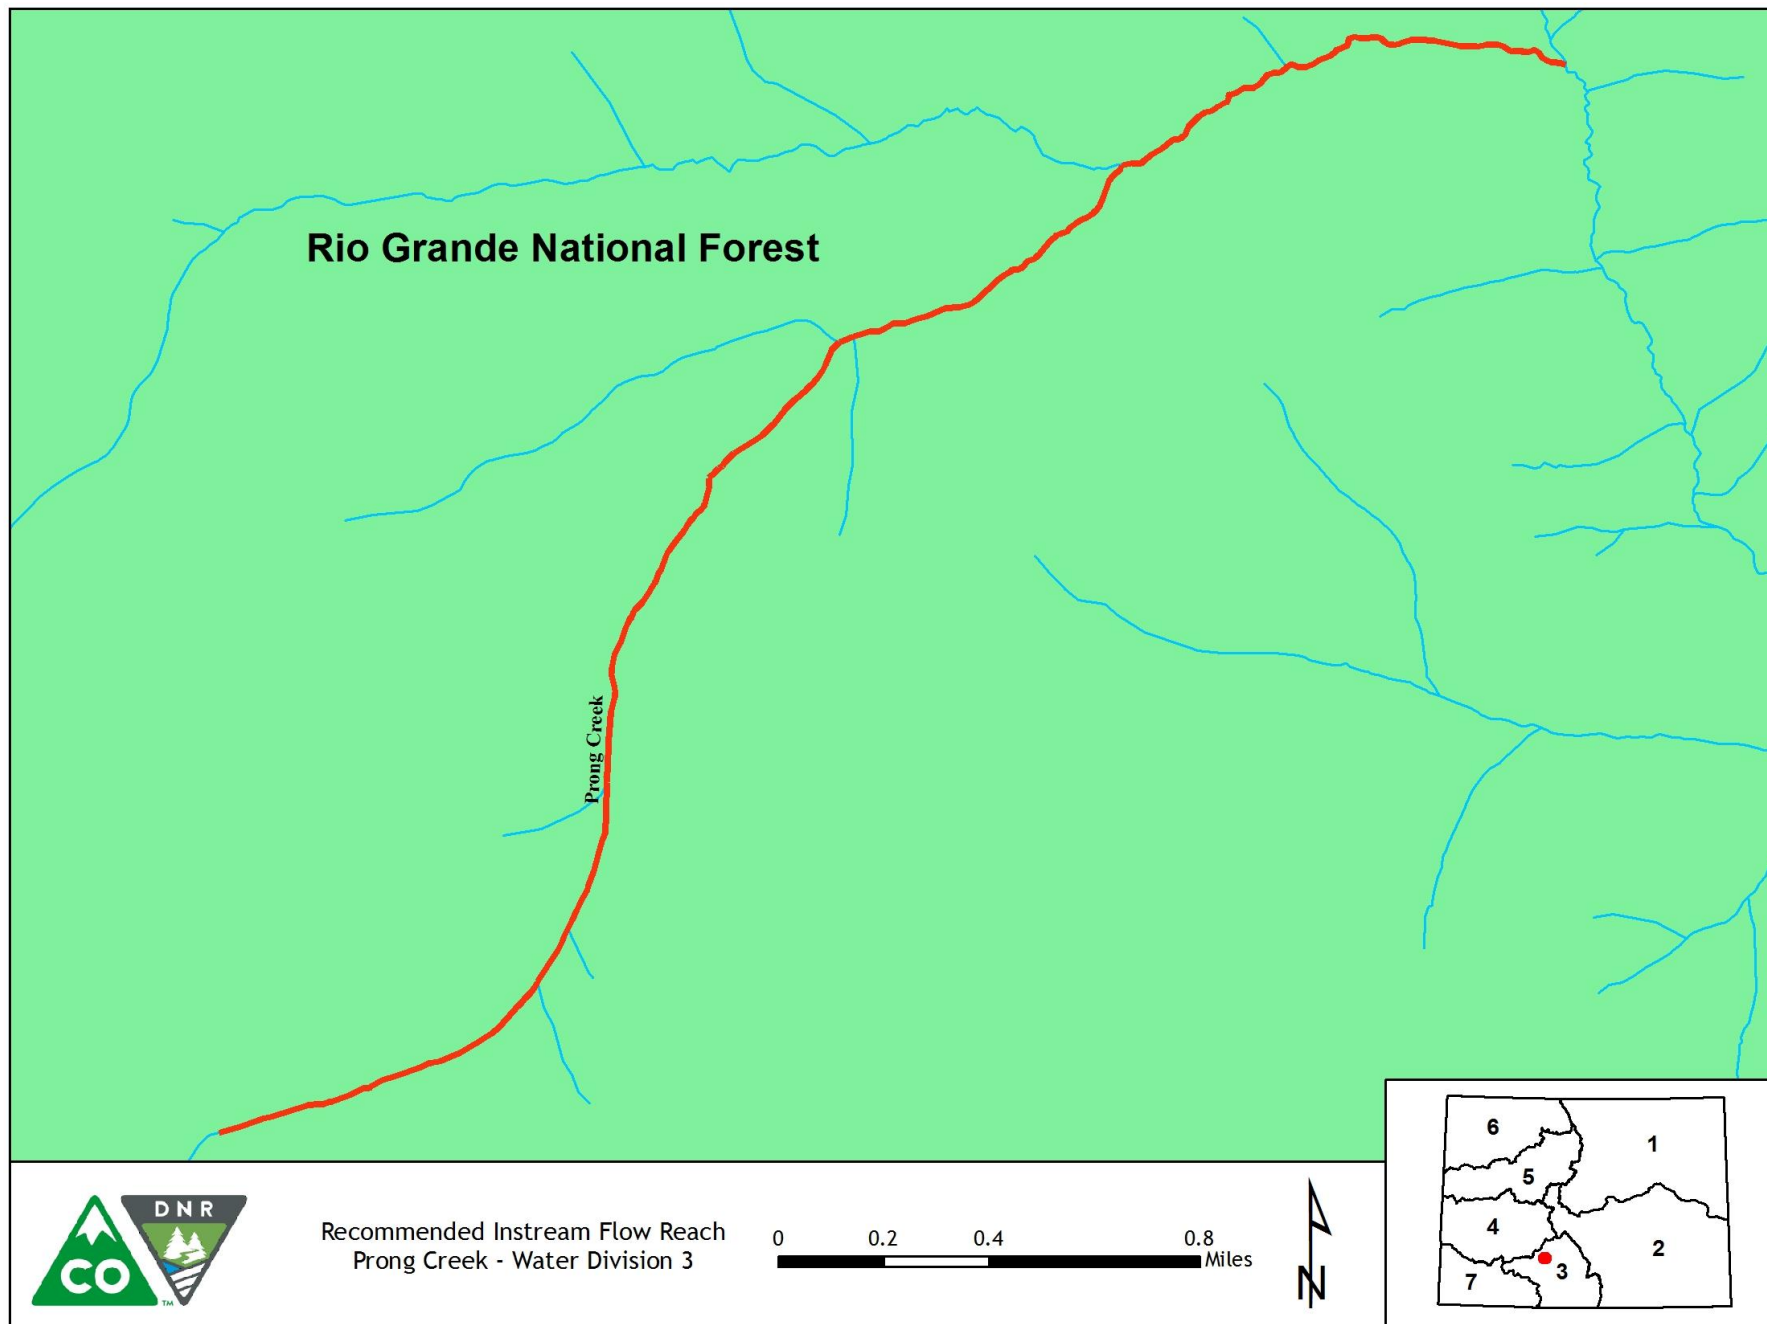 Rio Grande National Forest
Prong Creek
DNR
CO
TM
Recommended Instream Flow Reach
Prong Creek - Water Division 3
0 0.2 0.4 0.8
Miles
N
6
1
5
4
2
3
7